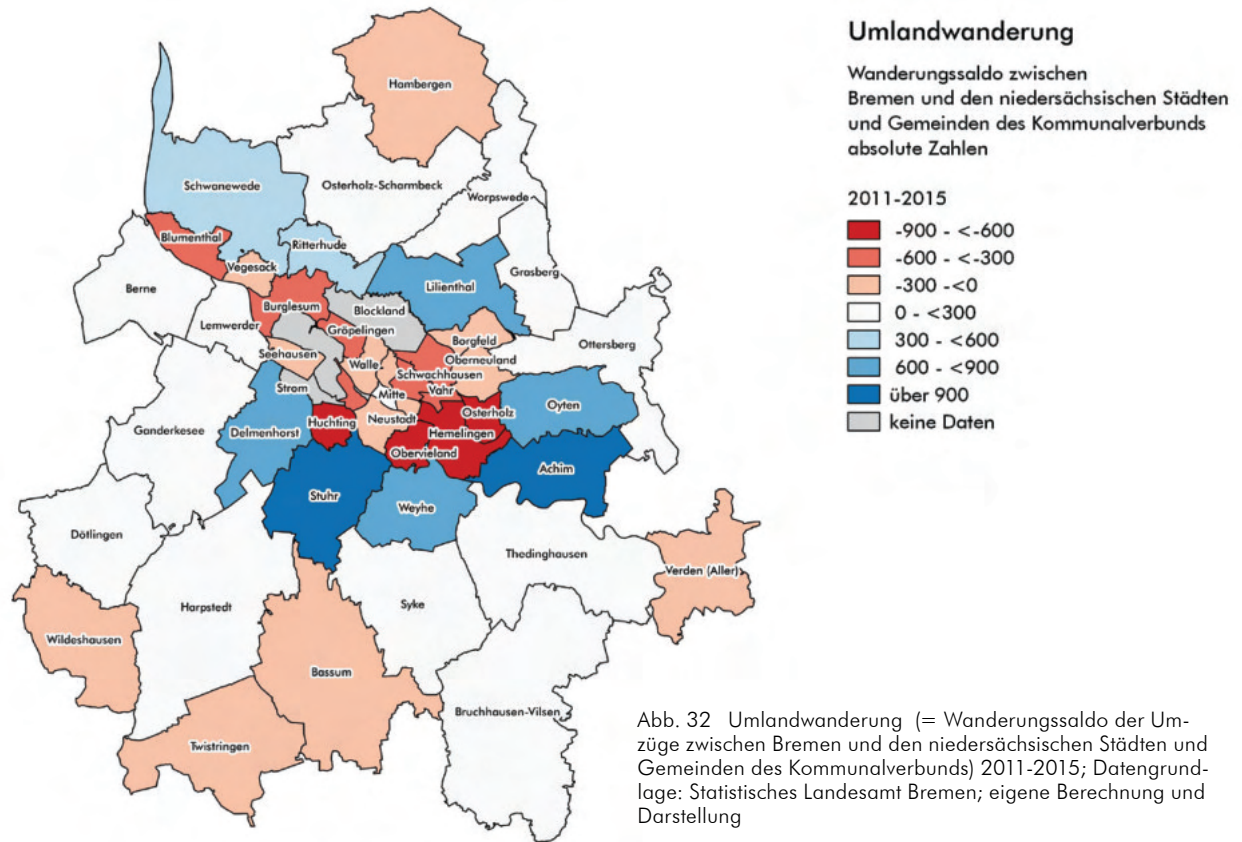 Umlandwanderung
Wanderungssaldo zwischen
Bremen und den niedersächsischen Städten
und Gemeinden des Kommunalverbunds
absolute Zahlen
2011-2015
-900 - <-600
-600 - <-300
-300 -<0
0 - <300
300 - <600
600 - <900
über 900
keine Daten
Hambergen
Schwanewede
Osterholz-Scharmbeck
Worpswede
Blumenthal
Ritterhude
Vegesack
Grasberg
Berne
Lilienthal
Burglesum
Blockland
Lemwerder
Gröpelingen
Borgfeld
Ottersberg
Seehausen
Walle
Oberneuland
Schwachhausen
Strom
Mitte
Vahr
Oyten
Huchting
Neustadt
Osterholz
Ganderkesee
Delmenhorst
Hemelingen
Obervieland
Achim
Stuhr
Weyhe
Dötlingen
Thedinghausen
Verden (Aller)
Harpstedt
Syke
Wildeshausen
Bassum
Bruchhausen-Vilsen
Twistringen
Abb. 32 Umlandwanderung (= Wanderungssaldo der Um-
züge zwischen Bremen und den niedersächsischen Städten und
Gemeinden des Kommunalverbunds) 2011-2015; Datengrund-
lage: Statistisches Landesamt Bremen; eigene Berechnung und
Darstellung